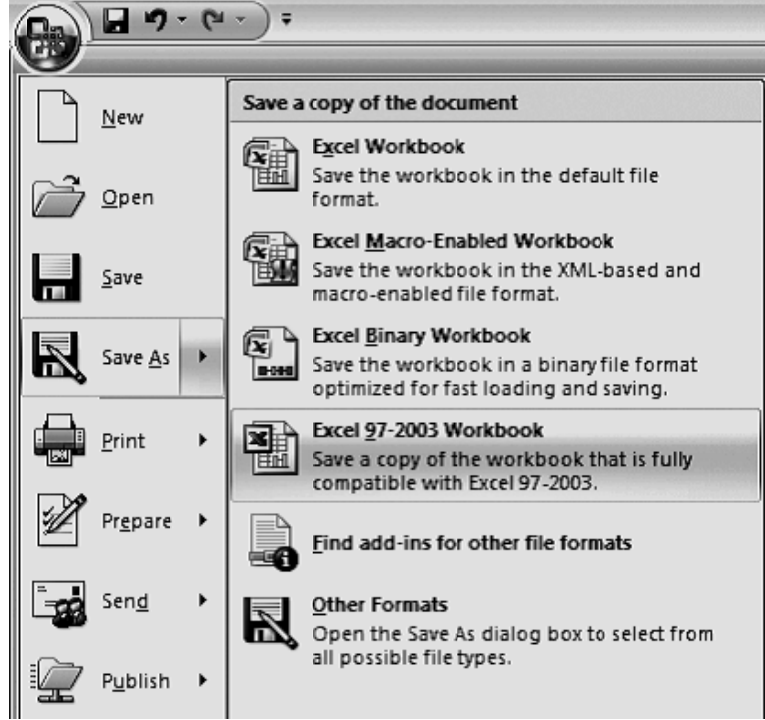 New
Open
Save
Save As
Print
Prepare
Send
Publish
Save a copy of the document
Excel Workbook
Save the workbook in the default file
format.
Excel Macro-Enabled Workbook
Save the workbook in the XML-based and
macro-enabled file format.
Excel Binary Workbook
Save the workbook in a binary file format
optimized for fast loading and saving.
Excel 97-2003 Workbook
Save a copy of the workbook that is fully
compatible with Excel 97-2003.
Find add-ins for other file formats
Other Formats
Open the Save As dialog box to select from
all possible file types.